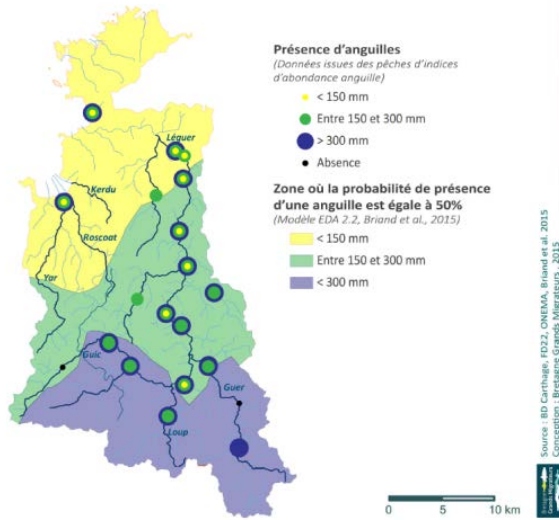 Présence d'anguilles
(Données issues des pêches d'indices
d'abondance anguille)
< 150 mm
Entre 150 et 300 mm
> 300 mm
Absence
Zone où la probabilité de présence
d'une anguille est égale à 50%
(Modèle EDA 2.2, Briand et al., 2015)
< 150 mm
Entre 150 et 300 mm
< 300 mm
Léguer
Kerdu
Roscoat
Yar
Guic
Guer
Loup
0 5 10 km
Source : BD Carthage, FD22, ONEMA, Briand et al. 2015
Conception : Bretagne Grands Migrateurs, 2015
Bretagne
Grands Migrateurs